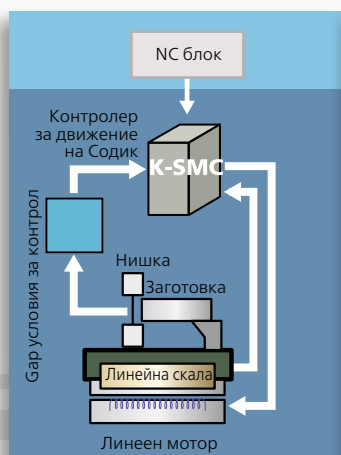 NC блок
Контролер
за движение
на Содик
K-SMC
Gap условия за контрол
Нишка
Заготовка
Линейна скала
Линеен мотор